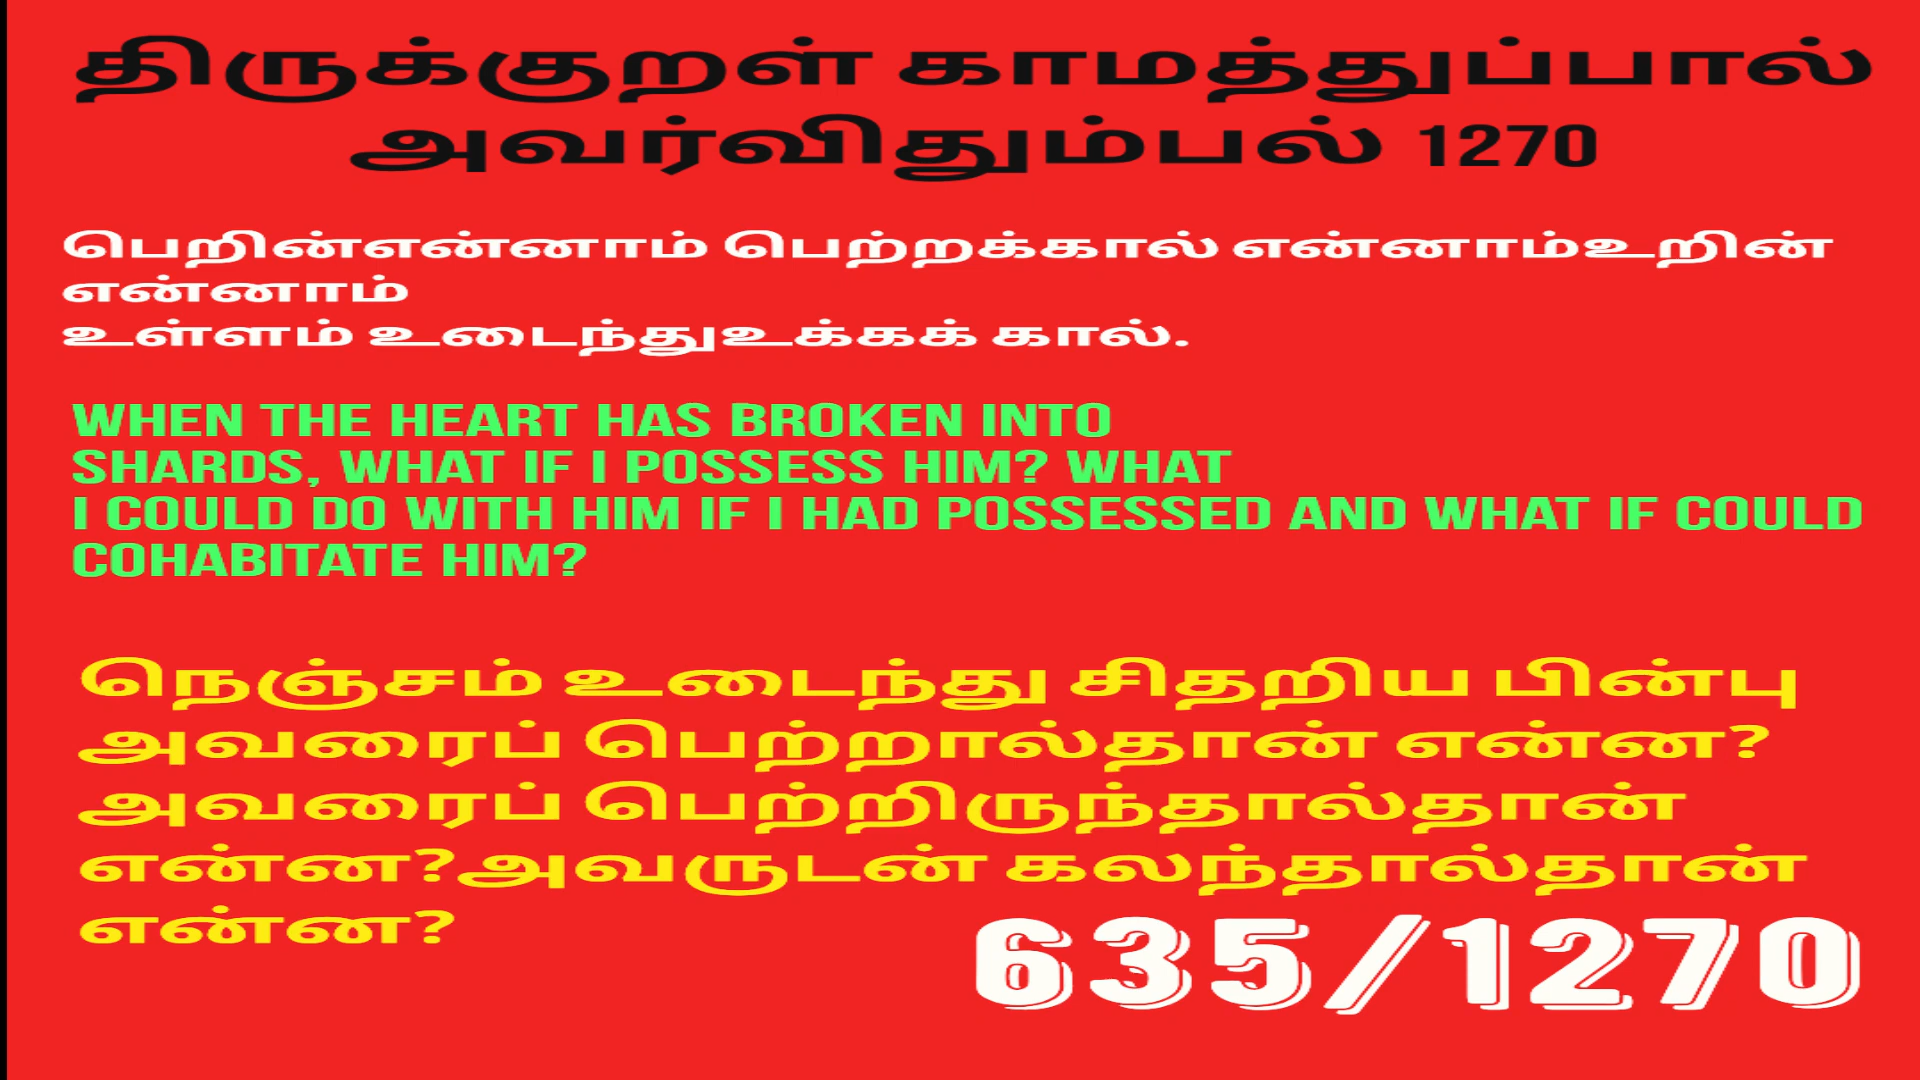 திருக்குறள் காமத்துப்பால்
அவர்விதும்பல் 1270
பெறின்என்னாம் பெற்றக்கால் என்னாம்உறின்
என்னாம்
உள்ளம் உடைந்துஉக்கக் கால்.
WHEN THE HEART HAS BROKEN INTO
SHARDS, WHAT IF I POSSESS HIM? WHAT
I COULD DO WITH HIM IF I HAD POSSESSED AND WHAT IF COULD
COHABITATE HIM?
நெஞ்சம் உடைந்து சிதறிய பின்பு
அவரைப் பெற்றால்தான் என்ன?
அவரைப் பெற்றிருந்தால்தான்
என்ன?அவருடன் கலந்தால்தான்
என்ன?
635/1270